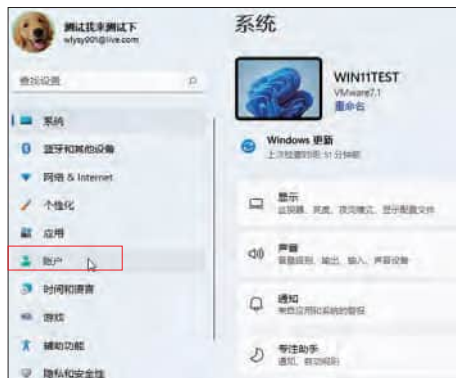 测试我来测试下
wlysy001@live.com
查找设置
系统
蓝牙和其他设备
网络 & Internet
个性化
应用
账户
时间和语言
游戏
辅助功能
隐私和安全性
系统
WIN11TEST
VMware7,1
重命名
Windows 更新
上次检查时间: 51 分钟前
显示
监视器、亮度、夜间模式、显示配置文件
声音
音量级别、输出、输入、声音设备
通知
来自应用和系统的警报
专注助手
通知、自动规则